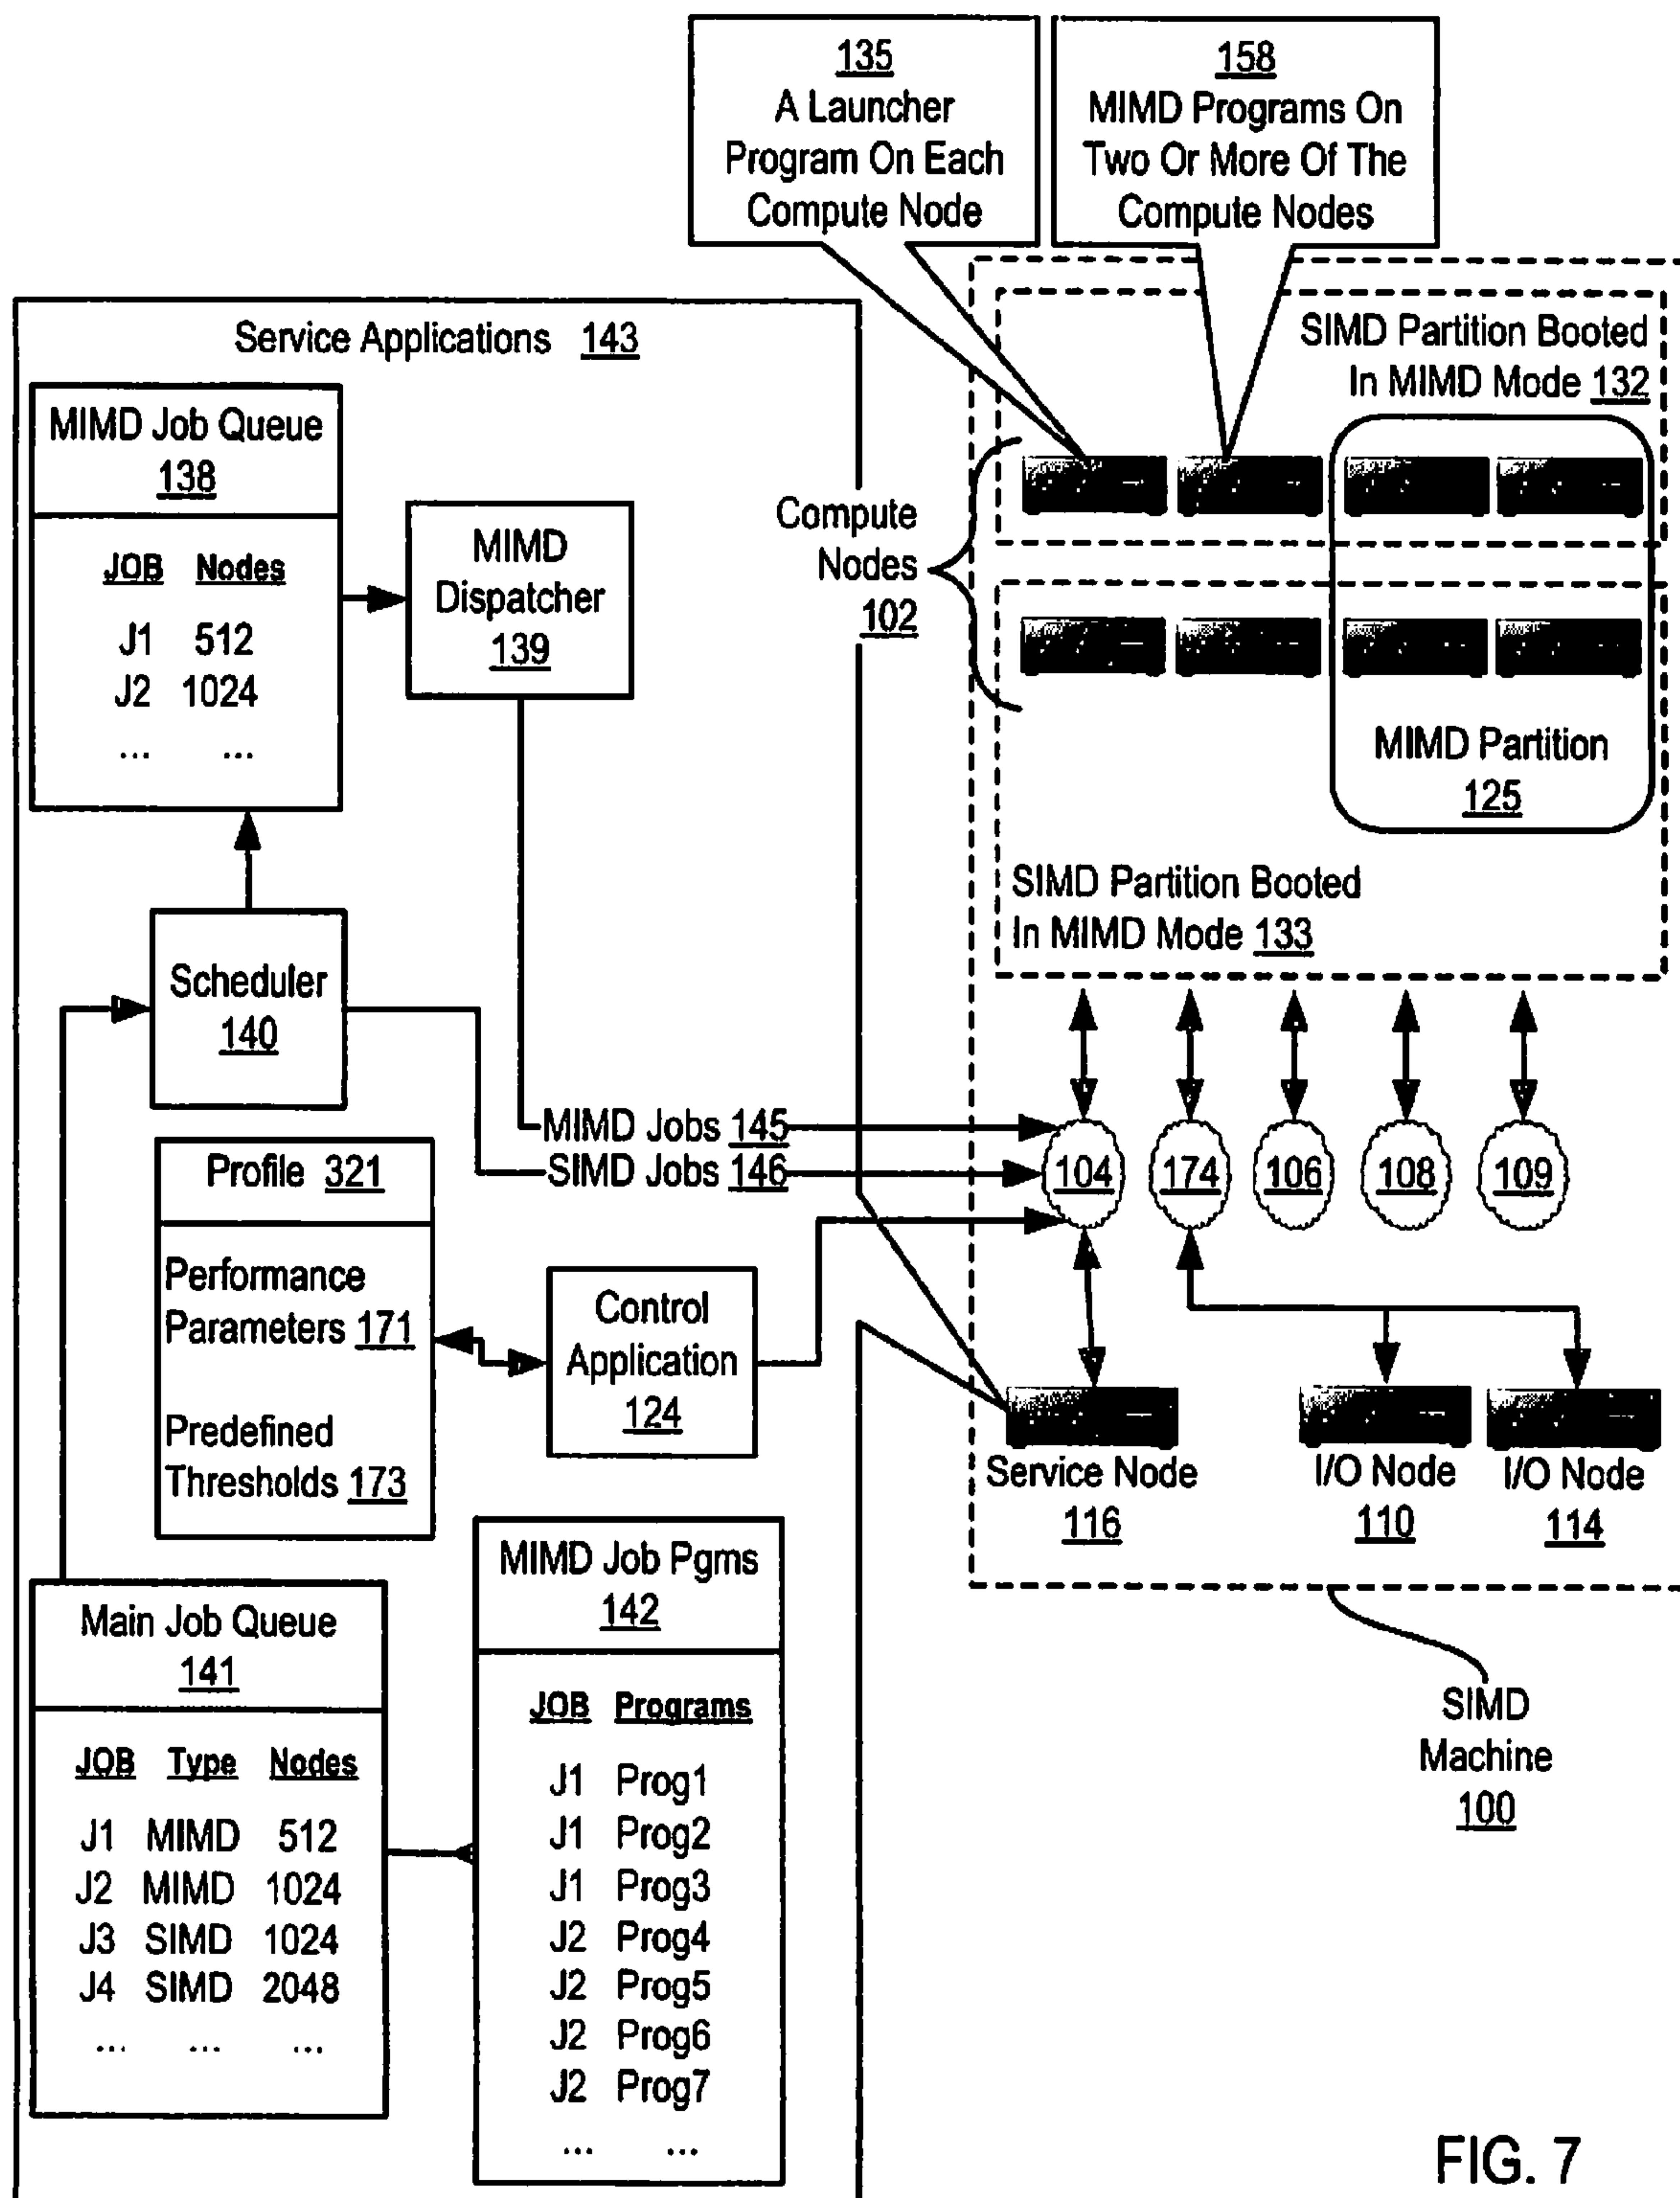 135
A Launcher
Program On Each
Compute Node
158
MIMD Programs On
Two Or More Of The
Compute Nodes
Service Applications 143
MIMD Job Queue
138
JOB Nodes
J1 512
J2 1024
... ...
MIMD
Dispatcher
139
Scheduler
140
MIMD Jobs 145
SIMD Jobs 146
Profile 321
Performance
Parameters 171
Predefined
Thresholds 173
Control
Application
124
Main Job Queue
141
JOB Type Nodes
J1 MIMD 512
J2 MIMD 1024
J3 SIMD 1024
J4 SIMD 2048
... ... ...
MIMD Job Pgms
142
JOB Programs
J1 Prog1
J1 Prog2
J1 Prog3
J2 Prog4
J2 Prog5
J2 Prog6
J2 Prog7
... ...
SIMD Partition Booted
In MIMD Mode 132
Compute
Nodes
102
MIMD Partition
125
SIMD Partition Booted
In MIMD Mode 133
104 174 106 108 109
Service Node
116
I/O Node
110
I/O Node
114
SIMD
Machine
100
FIG. 7